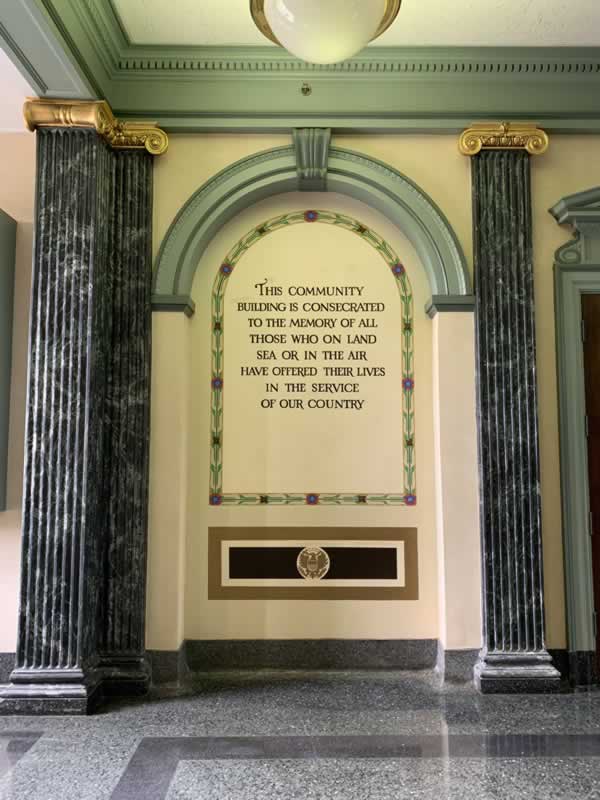 THIS COMMUNITY
BUILDING IS CONSECRATED
TO THE MEMORY OF ALL
THOSE WHO ON LAND
SEA OR IN THE AIR
HAVE OFFERED THEIR LIVES
IN THE SERVICE
OF OUR COUNTRY